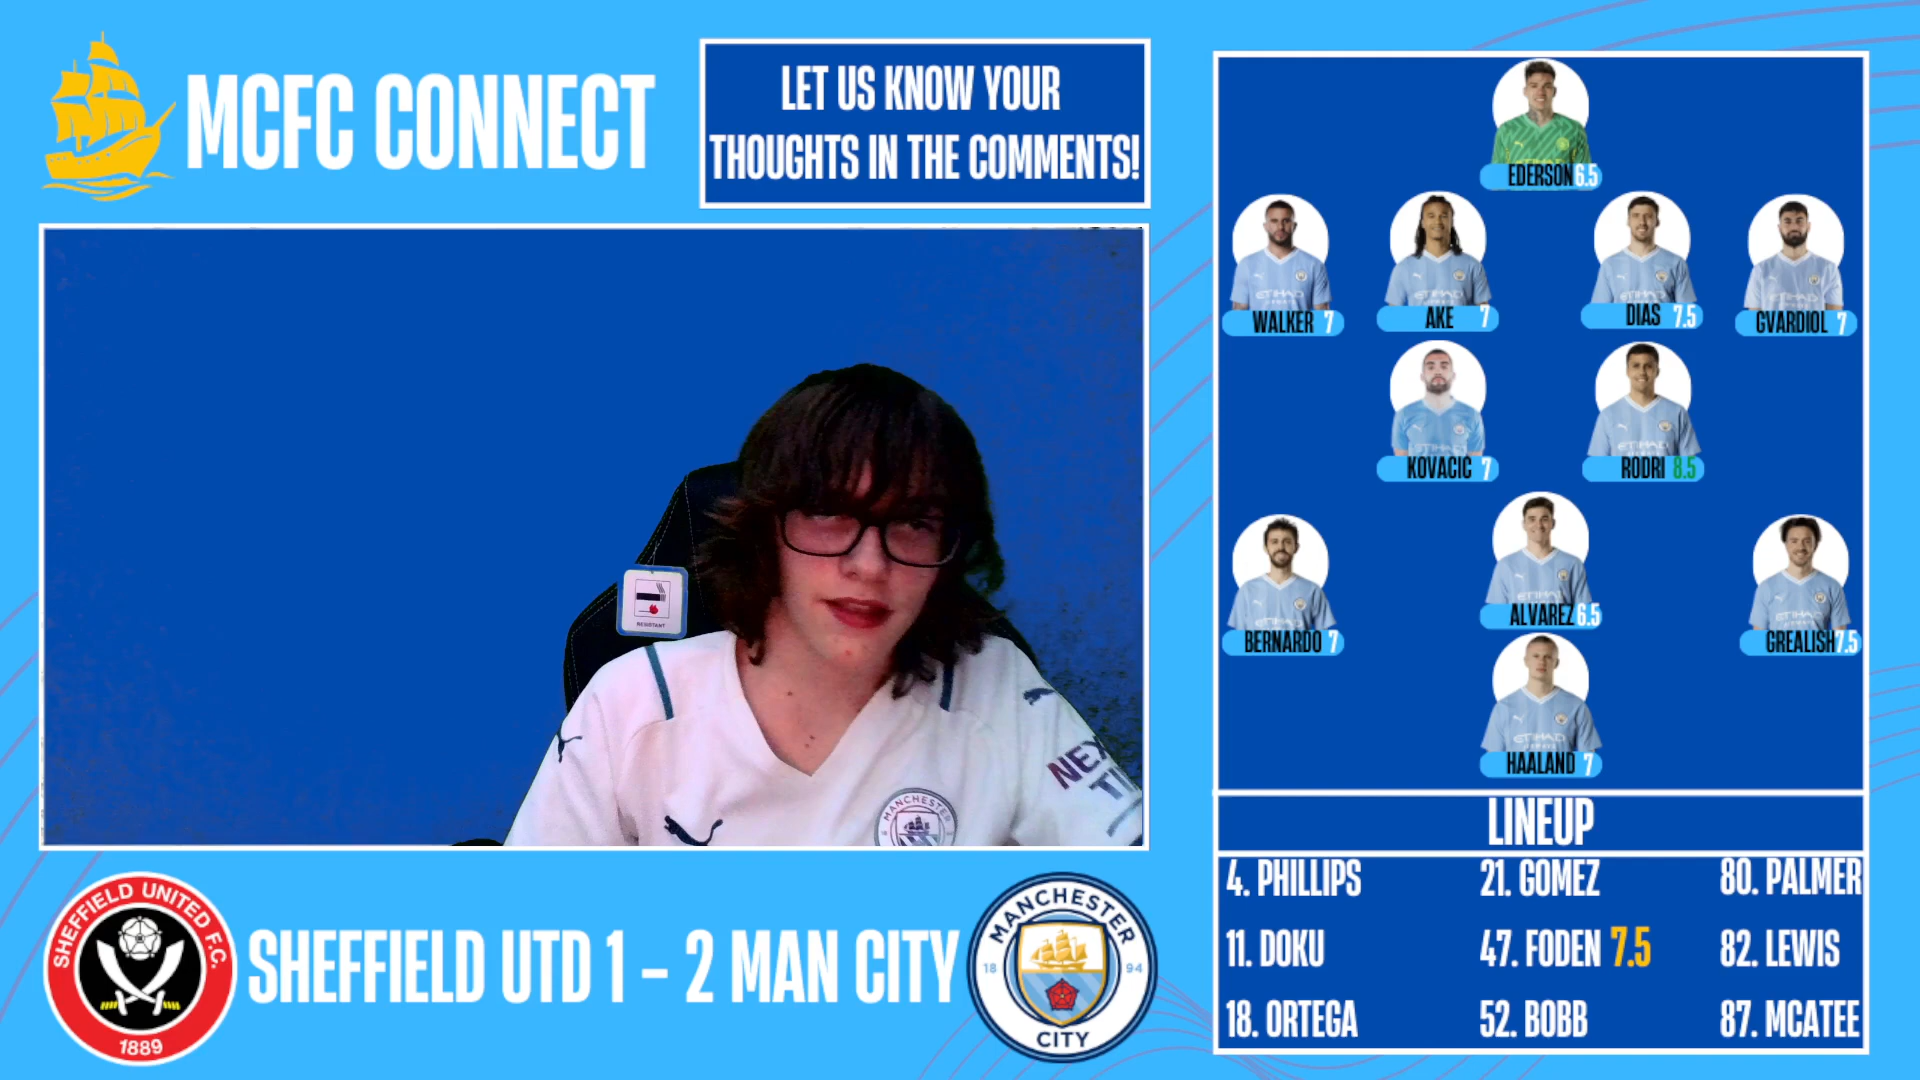 MCFC CONNECT
LET US KNOW YOUR
THOUGHTS IN THE COMMENTS!
EDERSON 6.5
WALKER 7
AKE 7
DIAS 7.5
GVARDIOL 7
KOVACIC 7
RODRI 8.5
BERNARDO 7
ALVAREZ 6.5
GREALISH 7.5
HAALAND 7
LINEUP
4. PHILLIPS
21. GOMEZ
80. PALMER
11. DOKU
47. FODEN 7.5
82. LEWIS
18. ORTEGA
52. BOBB
87. MCATEE
RESISTANT
MANCHESTER
SHEFFIELD UNITED F.C.
1889
SHEFFIELD UTD 1 - 2 MAN CITY
MANCHESTER
18 94
CITY